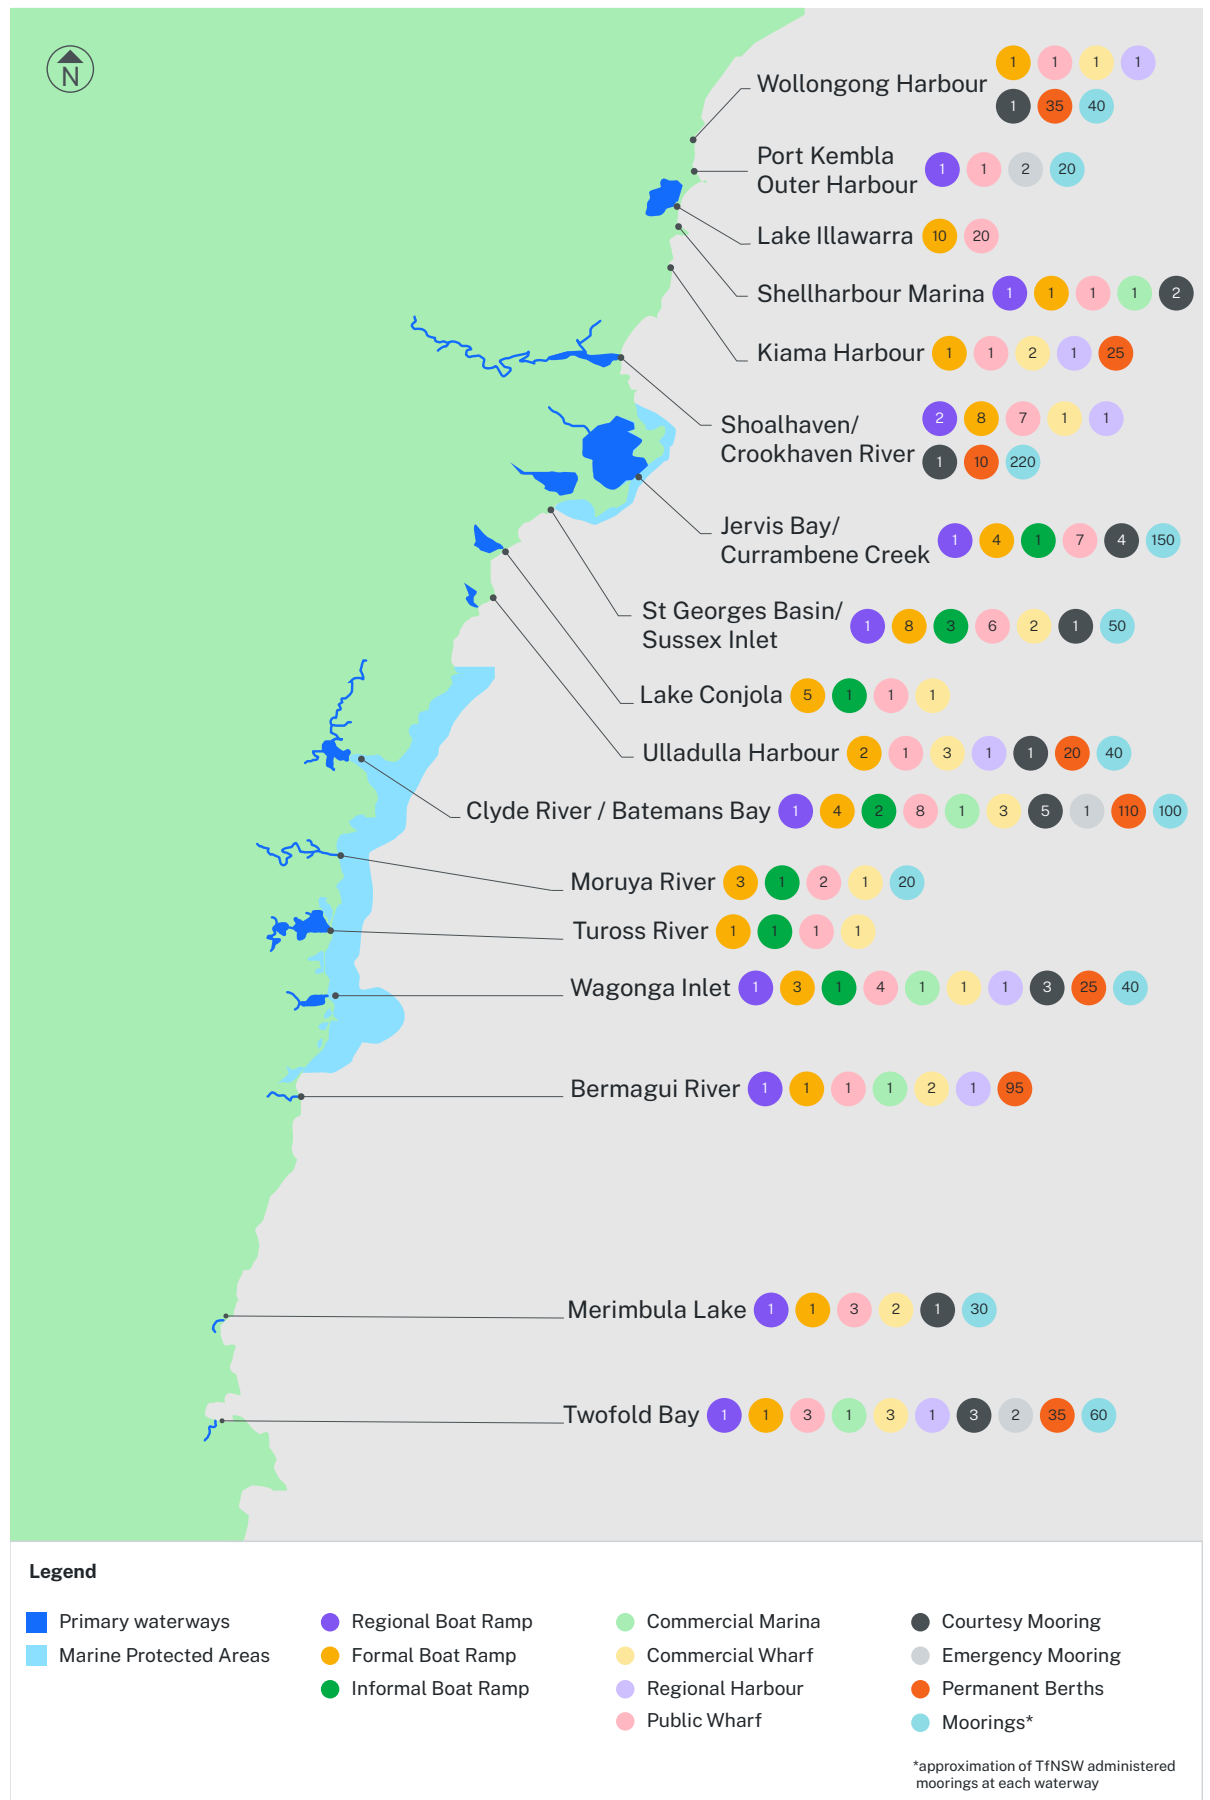 N
Wollongong Harbour
1 1 1 1
1 35 40
Port Kembla
Outer Harbour
1 1 2 20
Lake Illawarra 10 20
Shellharbour Marina 1 1 1 1 2
Kiama Harbour 1 1 2 1 25
Shoalhaven/
Crookhaven River
2 8 7 1 1
1 10 220
Jervis Bay/
Currambene Creek
1 4 1 7 4 150
St Georges Basin/
Sussex Inlet
1 8 3 6 2 1 50
Lake Conjola 5 1 1 1
Ulladulla Harbour 2 1 3 1 1 20 40
Clyde River / Batemans Bay 1 4 2 8 1 3 5 1 110 100
Moruya River 3 1 2 1 20
Tuross River 1 1 1 1
Wagonga Inlet 1 3 1 4 1 1 1 3 25 40
Bermagui River 1 1 1 1 2 1 95
Merimbula Lake 1 1 3 2 1 30
Twofold Bay 1 1 3 1 3 1 3 2 35 60
Legend
Primary waterways
Marine Protected Areas
Regional Boat Ramp
Formal Boat Ramp
Informal Boat Ramp
Commercial Marina
Commercial Wharf
Regional Harbour
Public Wharf
Courtesy Mooring
Emergency Mooring
Permanent Berths
Moorings*
*approximation of TfNSW administered
moorings at each waterway